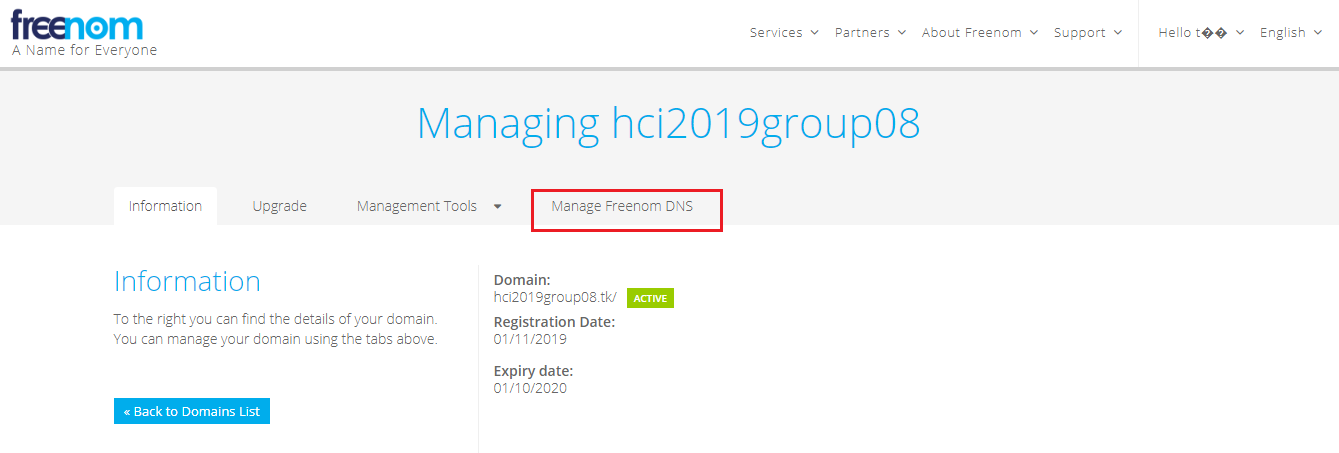 freenom
A Name for Everyone
Services Partners About Freenom Support Hello t�� English
Managing hci2019group08
Information Upgrade Management Tools Manage Freenom DNS
Information
To the right you can find the details of your domain.
You can manage your domain using the tabs above.
« Back to Domains List
Domain:
hci2019group08.tk/ ACTIVE
Registration Date:
01/11/2019
Expiry date:
01/10/2020